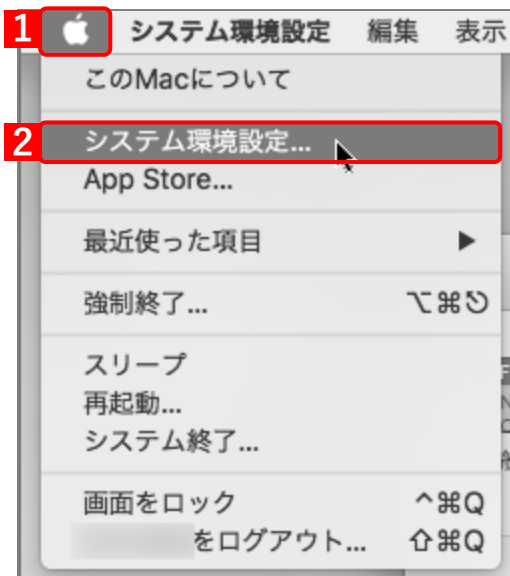 1 システム環境設定 編集 表示
このMacについて
2 システム環境設定...
App Store...
最近使った項目 ▶
強制終了... ⌥⌘⎋
スリープ
再起動...
システム終了...
画面をロック ^⌘Q
をログアウト... ⇧⌘Q